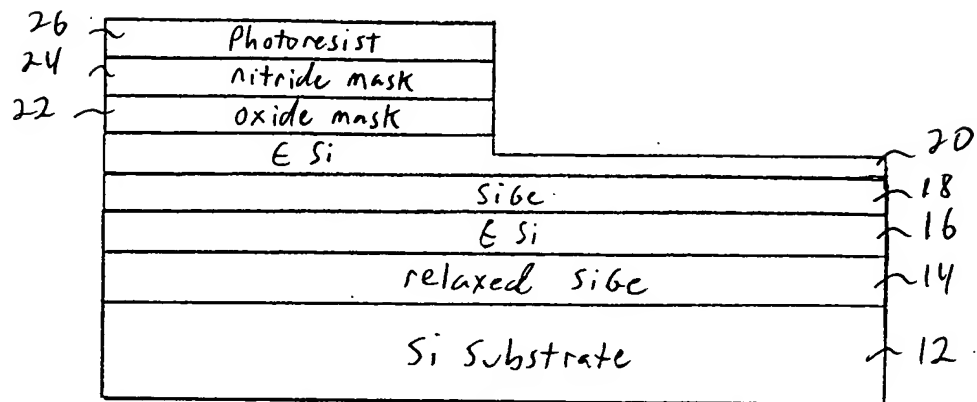 26 Photoresist
24 nitride mask
22 oxide mask
E Si 20
SiGe 18
E Si 16
relaxed SiGe 14
Si Substrate 12